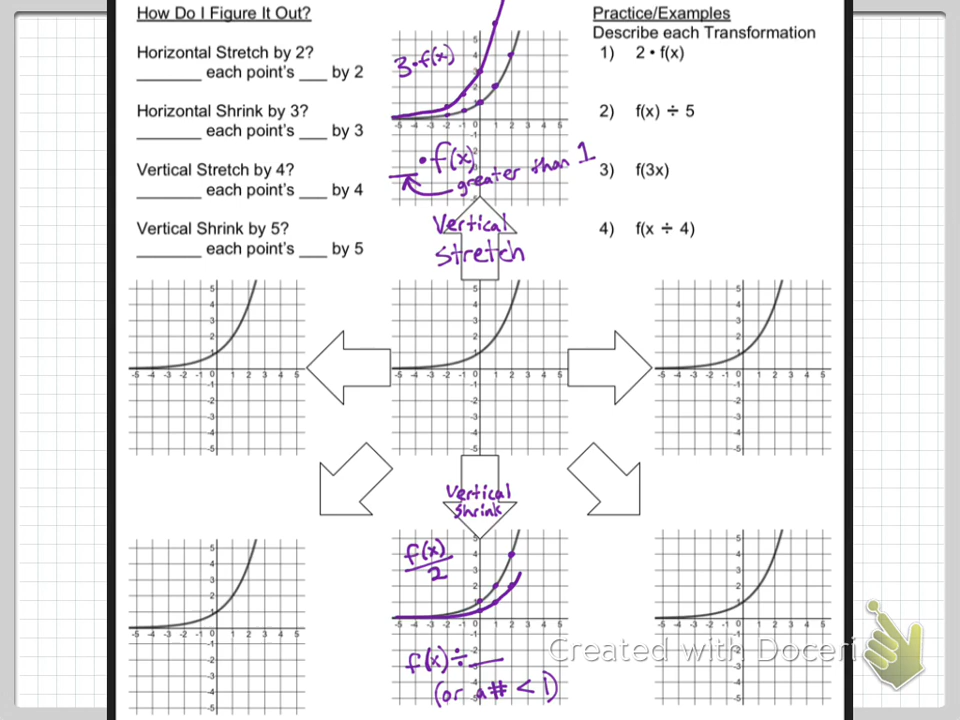 How Do I Figure It Out?
Horizontal Stretch by 2?
________ each point's ___ by 2
Horizontal Shrink by 3?
________ each point's ___ by 3
Vertical Stretch by 4?
________ each point's ___ by 4
Vertical Shrink by 5?
________ each point's ___ by 5
3·f(x)
__ · f(x)
greater than 1
Vertical
Stretch
Practice/Examples
Describe each Transformation
1) 2 • f(x)
2) f(x) ÷ 5
3) f(3x)
4) f(x ÷ 4)
Vertical
Shrink
f(x)
2
f(x) ÷ __
(or a # < 1)
Created with Doceri